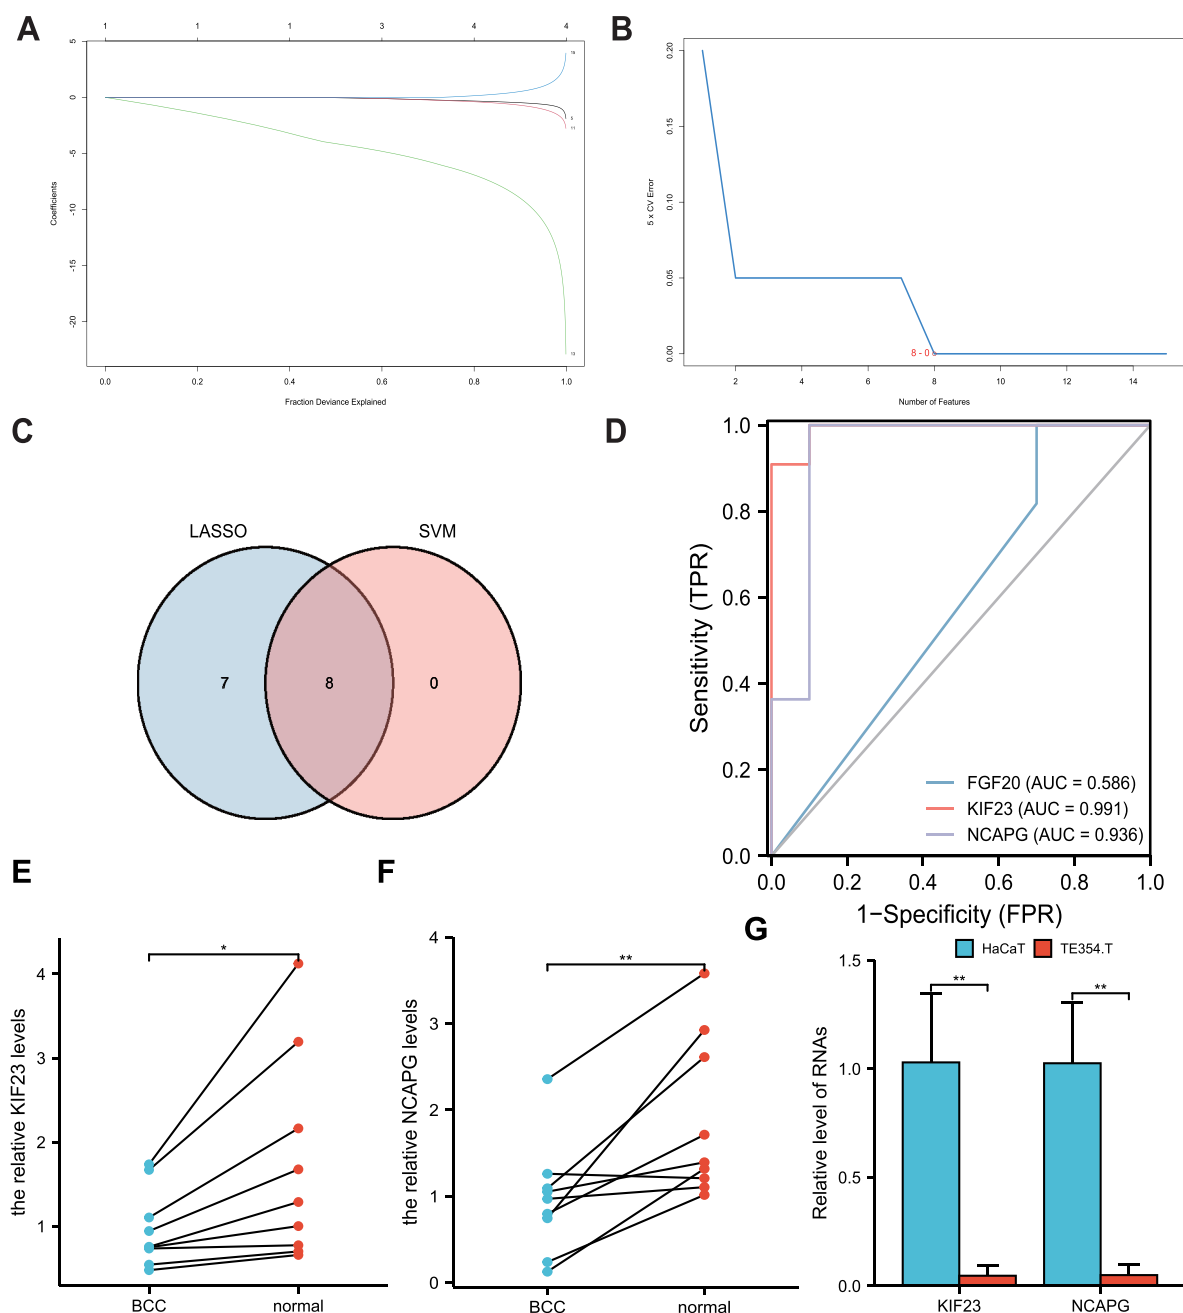 A
1 1 1 3 4 4
5
0
-5
-10
-15
-20
Coefficients
0.0 0.2 0.4 0.6 0.8 1.0
Fraction Deviance Explained
11
13
B
0.20
0.15
0.10
0.05
0.00
5 x CV Error
8 - 0
2 4 6 8 10 12 14
Number of Features
C
LASSO SVM
7 8 0
D
1.0
0.8
0.6
0.4
0.2
0.0
Sensitivity (TPR)
FGF20 (AUC = 0.586)
KIF23 (AUC = 0.991)
NCAPG (AUC = 0.936)
0.0 0.2 0.4 0.6 0.8 1.0
1−Specificity (FPR)
E
*
4
3
2
1
the relative KIF23 levels
BCC normal
F
**
4
3
2
1
0
the relative NCAPG levels
BCC normal
G
HaCaT TE354.T
1.5
1.0
0.5
0.0
Relative level of RNAs
** **
KIF23 NCAPG